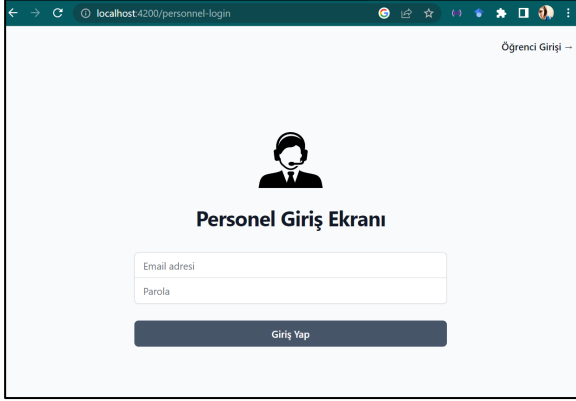 localhost:4200/personnel-login
Öğrenci Girişi →
Personel Giriş Ekranı
Email adresi
Parola
Giriş Yap